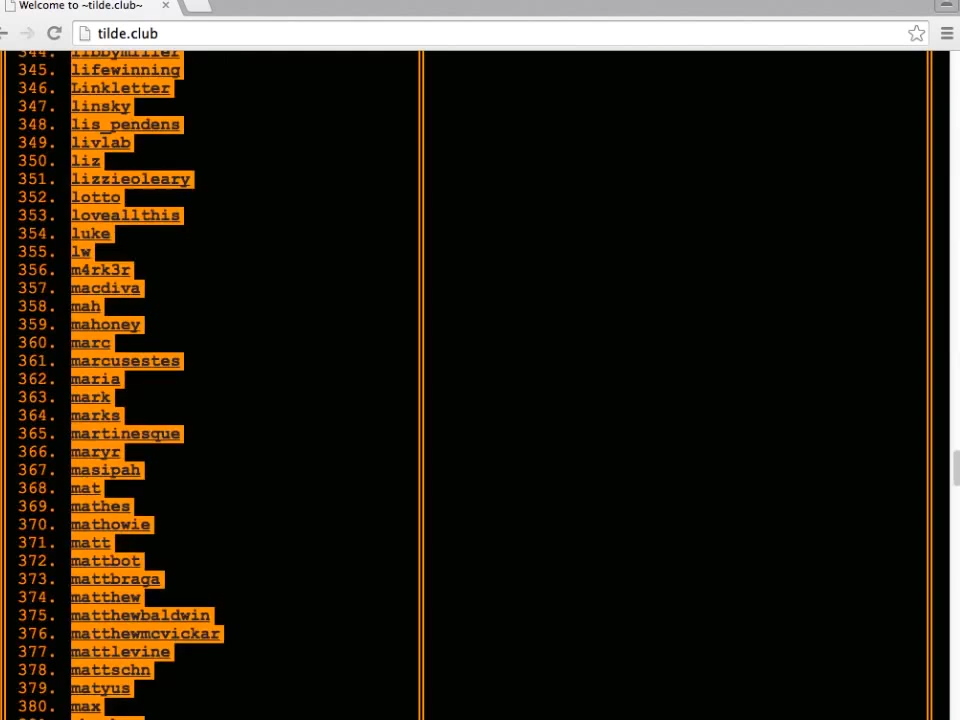 Welcome to ~tilde.club~
tilde.club
344. libbymiller
345. lifewinning
346. Linkletter
347. linsky
348. lis_pendens
349. livlab
350. liz
351. lizzieoleary
352. lotto
353. loveallthis
354. luke
355. lw
356. m4rk3r
357. macdiva
358. mah
359. mahoney
360. marc
361. marcusestes
362. maria
363. mark
364. marks
365. martinesque
366. maryr
367. masipah
368. mat
369. mathes
370. mathowie
371. matt
372. mattbot
373. mattbraga
374. matthew
375. matthewbaldwin
376. matthewmcvickar
377. mattlevine
378. mattschn
379. matyus
380. max